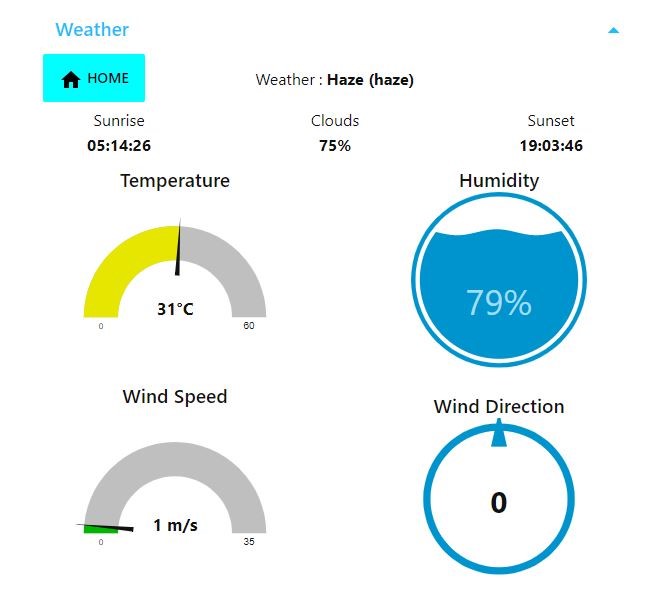 Weather
HOME
Weather : Haze (haze)
Sunrise Clouds Sunset
05:14:26 75% 19:03:46
Temperature Humidity
79%
31°C
0 60
Wind Speed Wind Direction
0
1 m/s
0 35